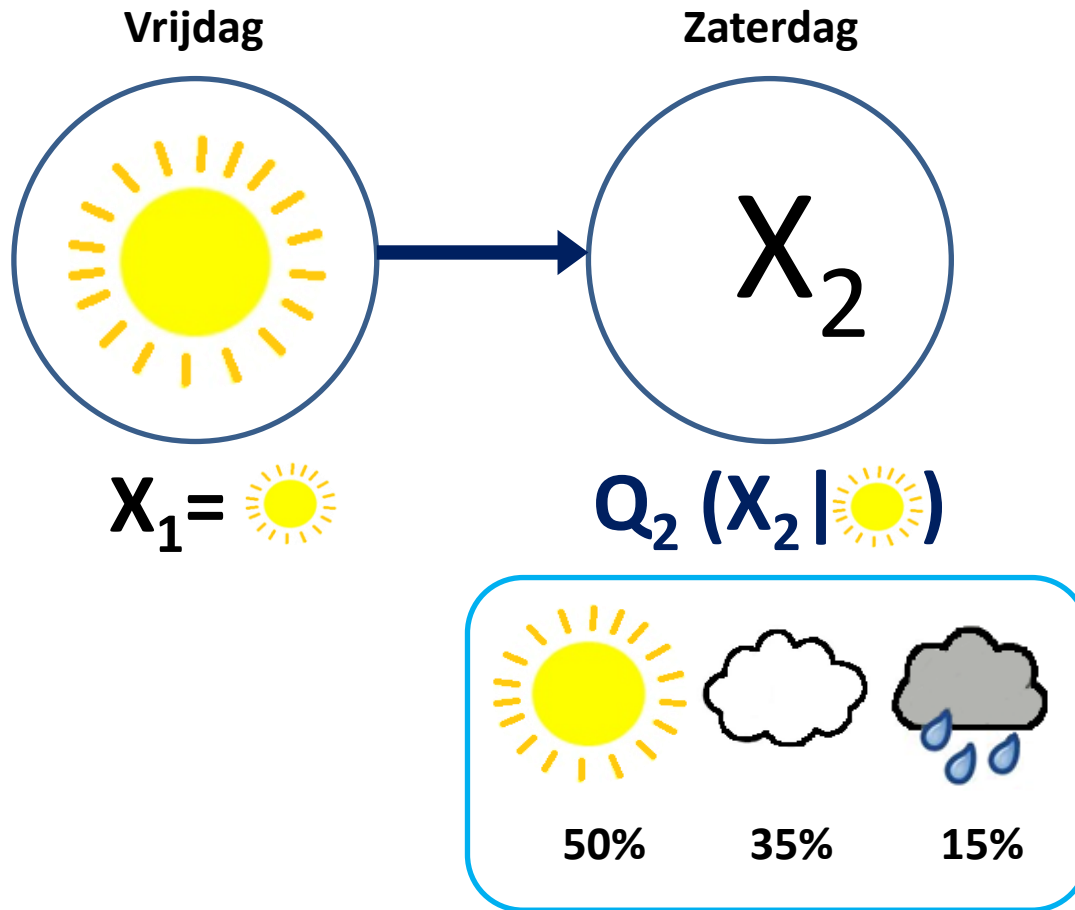 Vrijdag Zaterdag
X₂
X₁=
Q₂ (X₂ | )
50% 35% 15%